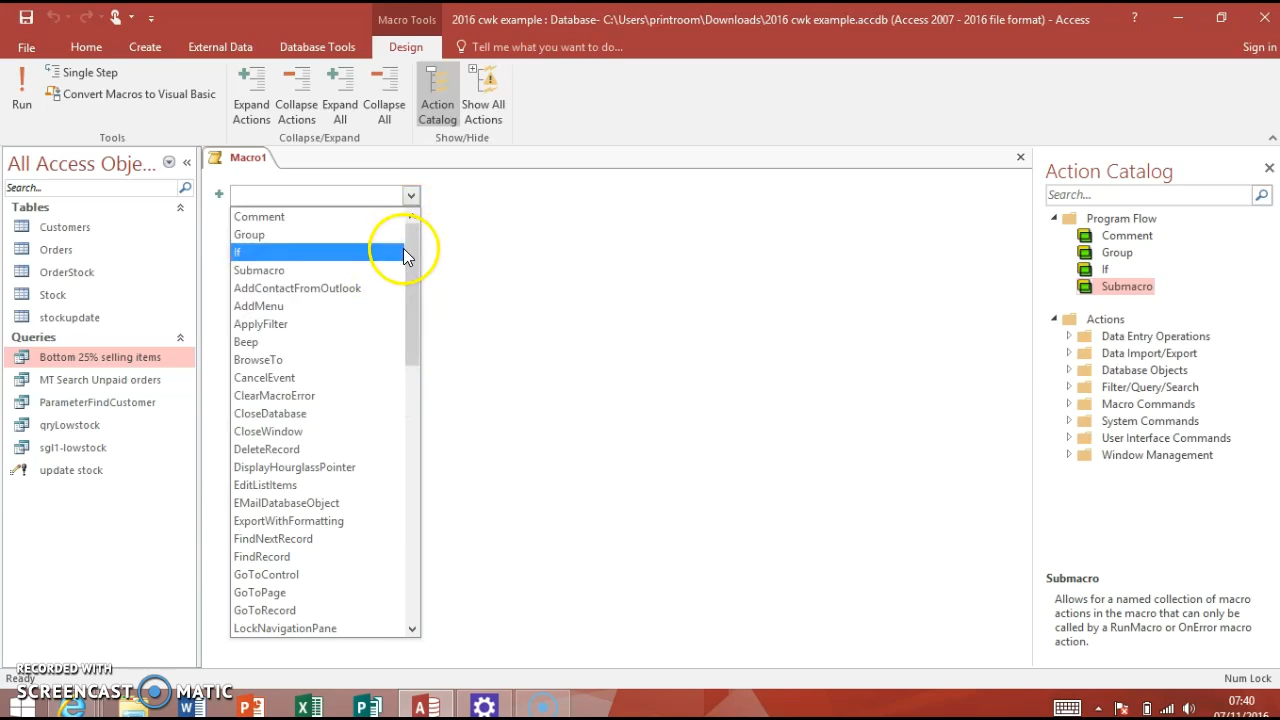 Macro Tools
2016 cwk example : Database- C:\Users\printroom\Downloads\2016 cwk example.accdb (Access 2007 - 2016 file format) - Access
?
File
Home
Create
External Data
Database Tools
Design
Tell me what you want to do...
Sign in
Run
Single Step
Convert Macros to Visual Basic
Tools
Expand Actions
Collapse Actions
Expand All
Collapse All
Collapse/Expand
Action Catalog
Show All Actions
Show/Hide
All Access Obje...
Search...
Tables
Customers
Orders
OrderStock
Stock
stockupdate
Queries
Bottom 25% selling items
MT Search Unpaid orders
ParameterFindCustomer
qryLowstock
sgl1-lowstock
update stock
Macro1
Comment
Group
If
Submacro
AddContactFromOutlook
AddMenu
ApplyFilter
Beep
BrowseTo
CancelEvent
ClearMacroError
CloseDatabase
CloseWindow
DeleteRecord
DisplayHourglassPointer
EditListItems
EMailDatabaseObject
ExportWithFormatting
FindNextRecord
FindRecord
GoToControl
GoToPage
GoToRecord
LockNavigationPane
Action Catalog
Search...
Program Flow
Comment
Group
If
Submacro
Actions
Data Entry Operations
Data Import/Export
Database Objects
Filter/Query/Search
Macro Commands
System Commands
User Interface Commands
Window Management
Submacro
Allows for a named collection of macro
actions in the macro that can only be
called by a RunMacro or OnError macro
action.
Ready
Num Lock
RECORDED WITH
SCREENCAST MATIC
07:40
07/11/2016